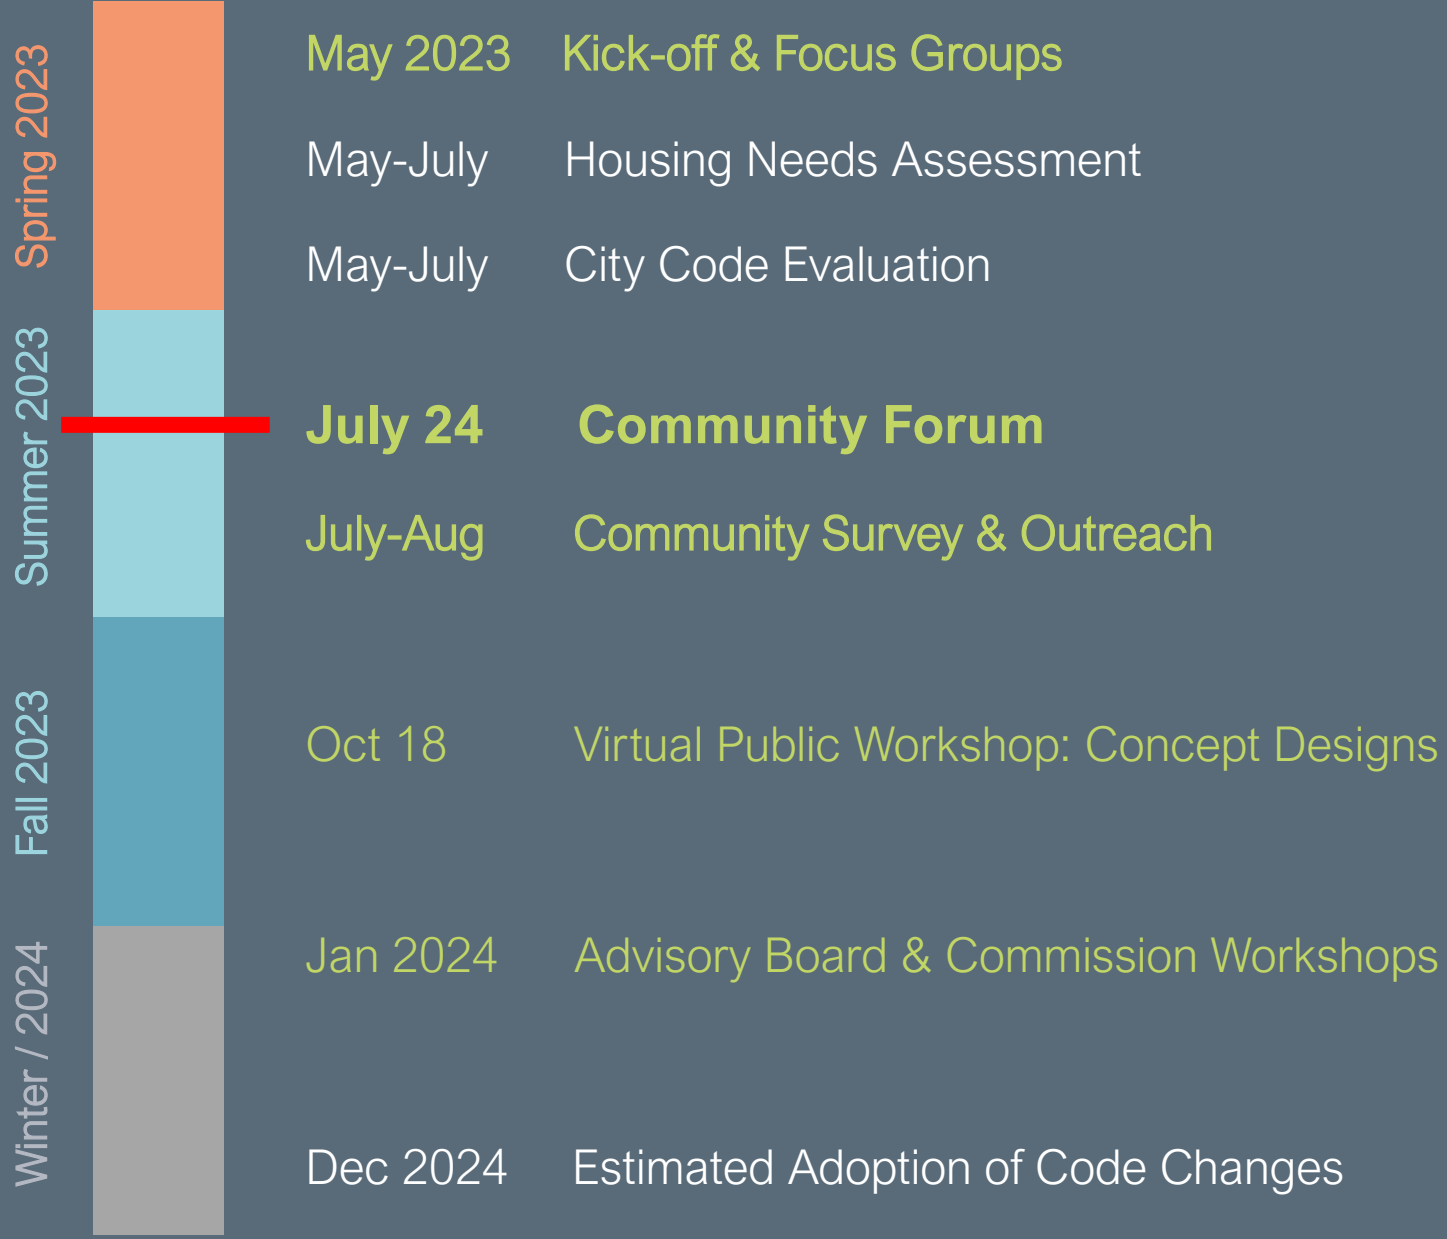 Spring 2023
May 2023 Kick-off & Focus Groups
May-July Housing Needs Assessment
May-July City Code Evaluation
Summer 2023
July 24 Community Forum
July-Aug Community Survey & Outreach
Fall 2023
Oct 18 Virtual Public Workshop: Concept Designs
Winter / 2024
Jan 2024 Advisory Board & Commission Workshops
Dec 2024 Estimated Adoption of Code Changes